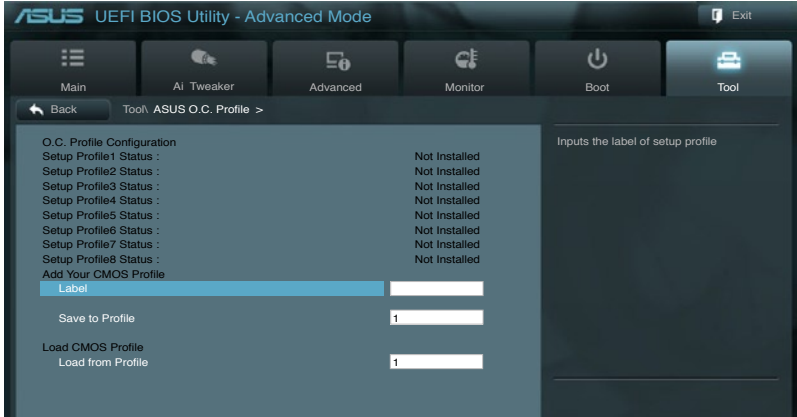 ASUS UEFI BIOS Utility - Advanced Mode
Exit
Main
Ai Tweaker
Advanced
Monitor
Boot
Tool
Back
Tool\ ASUS O.C. Profile >
O.C. Profile Configuration
Setup Profile1 Status : Not Installed
Setup Profile2 Status : Not Installed
Setup Profile3 Status : Not Installed
Setup Profile4 Status : Not Installed
Setup Profile5 Status : Not Installed
Setup Profile6 Status : Not Installed
Setup Profile7 Status : Not Installed
Setup Profile8 Status : Not Installed
Add Your CMOS Profile
Label
Save to Profile 1
Load CMOS Profile
Load from Profile 1
Inputs the label of setup profile